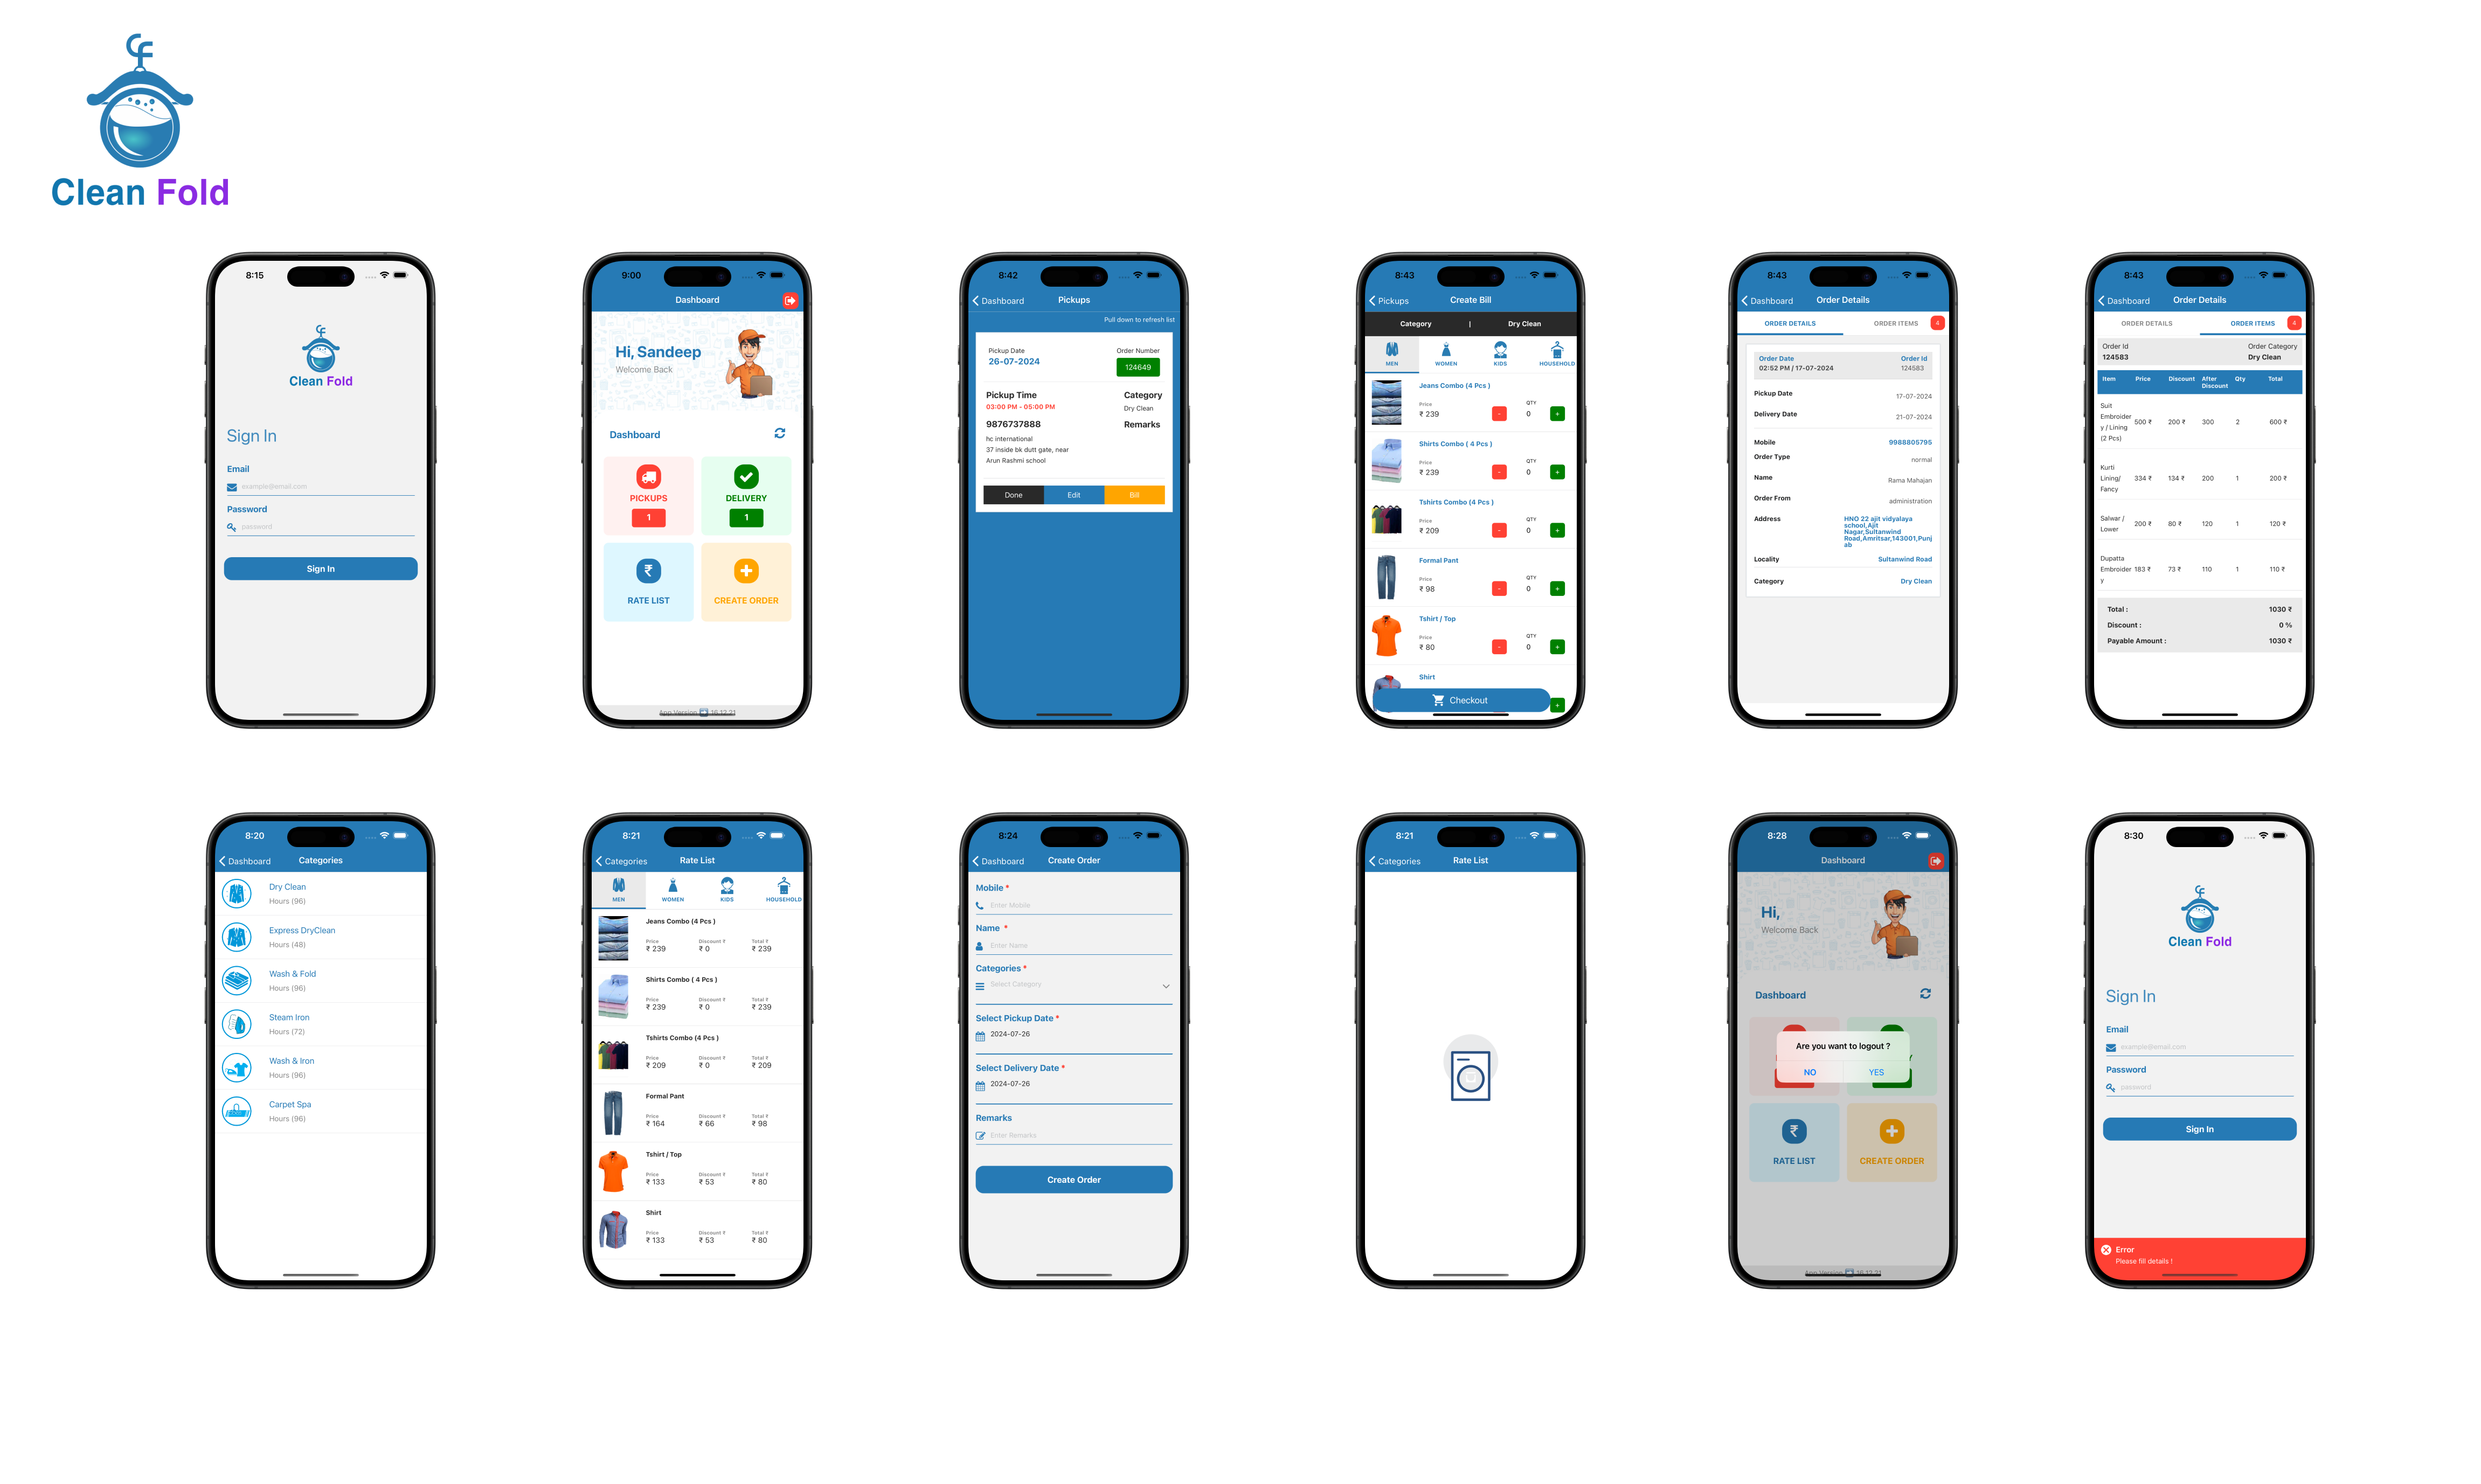 cf
Clean Fold
8:15
Clean Fold
Sign In
Email
example@email.com
Password
password
Sign In
9:00
Dashboard
Hi, Sandeep
Welcome Back
Dashboard
PICKUPS
1
DELIVERY
1
₹
RATE LIST
CREATE ORDER
App Version ➡️ 16.12.21
8:42
Dashboard Pickups
Pull down to refresh list
Pickup Date Order Number
26-07-2024 124649
Pickup Time Category
03:00 PM - 05:00 PM Dry Clean
9876737888 Remarks
hc international
37 inside bk dutt gate, near
Arun Rashmi school
Done Edit Bill
8:43
Pickups Create Bill
Category | Dry Clean
MEN WOMEN KIDS HOUSEHOLD
Jeans Combo (4 Pcs )
Price QTY
₹ 239 - 0 +
Shirts Combo ( 4 Pcs )
Price QTY
₹ 239 - 0 +
Tshirts Combo (4 Pcs )
Price QTY
₹ 209 - 0 +
Formal Pant
Price QTY
₹ 98 - 0 +
Tshirt / Top
Price QTY
₹ 80 - 0 +
Shirt
Checkout
+
8:43
Dashboard Order Details
ORDER DETAILS ORDER ITEMS 4
Order Date Order Id
02:52 PM / 17-07-2024 124583
Pickup Date 17-07-2024
Delivery Date 21-07-2024
Mobile 9988805795
Order Type normal
Name Rama Mahajan
Order From administration
Address HNO 22 ajit vidyalaya
school,Ajit
Nagar,Sultanwind
Road,Amritsar,143001,Punj
ab
Locality Sultanwind Road
Category Dry Clean
8:43
Dashboard Order Details
ORDER DETAILS ORDER ITEMS 4
Order Id Order Category
124583 Dry Clean
Item Price Discount After Qty Total
Discount
Suit
Embroider
y / Lining 500 ₹ 200 ₹ 300 2 600 ₹
(2 Pcs)
Kurti
Lining/ 334 ₹ 134 ₹ 200 1 200 ₹
Fancy
Salwar / 200 ₹ 80 ₹ 120 1 120 ₹
Lower
Dupatta
Embroider 183 ₹ 73 ₹ 110 1 110 ₹
y
Total : 1030 ₹
Discount : 0 %
Payable Amount : 1030 ₹
8:20
Dashboard Categories
Dry Clean
Hours (96)
Express DryClean
Hours (48)
Wash & Fold
Hours (96)
Steam Iron
Hours (72)
Wash & Iron
Hours (96)
Carpet Spa
Hours (96)
8:21
Categories Rate List
MEN WOMEN KIDS HOUSEHOLD
Jeans Combo (4 Pcs )
Price Discount ₹ Total ₹
₹ 239 ₹ 0 ₹ 239
Shirts Combo ( 4 Pcs )
Price Discount ₹ Total ₹
₹ 239 ₹ 0 ₹ 239
Tshirts Combo (4 Pcs )
Price Discount ₹ Total ₹
₹ 209 ₹ 0 ₹ 209
Formal Pant
Price Discount ₹ Total ₹
₹ 164 ₹ 66 ₹ 98
Tshirt / Top
Price Discount ₹ Total ₹
₹ 133 ₹ 53 ₹ 80
Shirt
Price Discount ₹ Total ₹
₹ 133 ₹ 53 ₹ 80
8:24
Dashboard Create Order
Mobile *
Enter Mobile
Name *
Enter Name
Categories *
Select Category
Select Pickup Date *
2024-07-26
Select Delivery Date *
2024-07-26
Remarks
Enter Remarks
Create Order
8:21
Categories Rate List
8:28
Dashboard
Hi,
Welcome Back
Dashboard
Are you want to logout ?
NO YES
₹
RATE LIST
CREATE ORDER
App Version ➡️ 16.12.21
8:30
Clean Fold
Sign In
Email
example@email.com
Password
password
Sign In
Error
Please fill details !